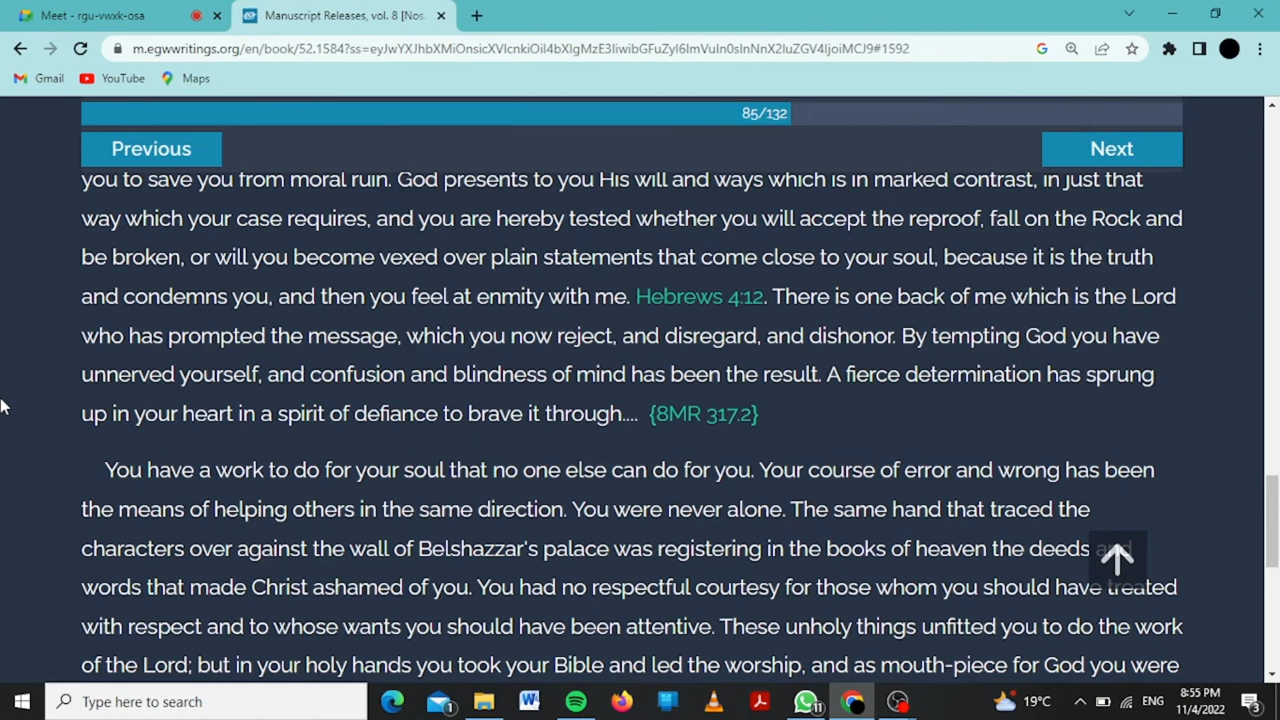 Meet - rgu-vwxk-osa
Manuscript Releases, vol. 8 [Nos.
m.egwwritings.org/en/book/52.1584?ss=eyJwYXJhbXMiOnsicXVlcnkiOiI4bXIgMzE3IiwibGFuZyI6ImVuIn0sInNnX2luZGV4IjoiMCJ9#1592
Gmail
YouTube
Maps
85/132
Previous
Next
you to save you from moral ruin. God presents to you His will and ways which is in marked contrast, in just that
way which your case requires, and you are hereby tested whether you will accept the reproof, fall on the Rock and
be broken, or will you become vexed over plain statements that come close to your soul, because it is the truth
and condemns you, and then you feel at enmity with me. Hebrews 4:12. There is one back of me which is the Lord
who has prompted the message, which you now reject, and disregard, and dishonor. By tempting God you have
unnerved yourself, and confusion and blindness of mind has been the result. A fierce determination has sprung
up in your heart in a spirit of defiance to brave it through.... {8MR 317.2}
You have a work to do for your soul that no one else can do for you. Your course of error and wrong has been
the means of helping others in the same direction. You were never alone. The same hand that traced the
characters over against the wall of Belshazzar's palace was registering in the books of heaven the deeds and
words that made Christ ashamed of you. You had no respectful courtesy for those whom you should have treated
with respect and to whose wants you should have been attentive. These unholy things unfitted you to do the work
of the Lord; but in your holy hands you took your Bible and led the worship, and as mouth-piece for God you were
Type here to search
1
11
19°C
ENG
8:55 PM
11/4/2022
3